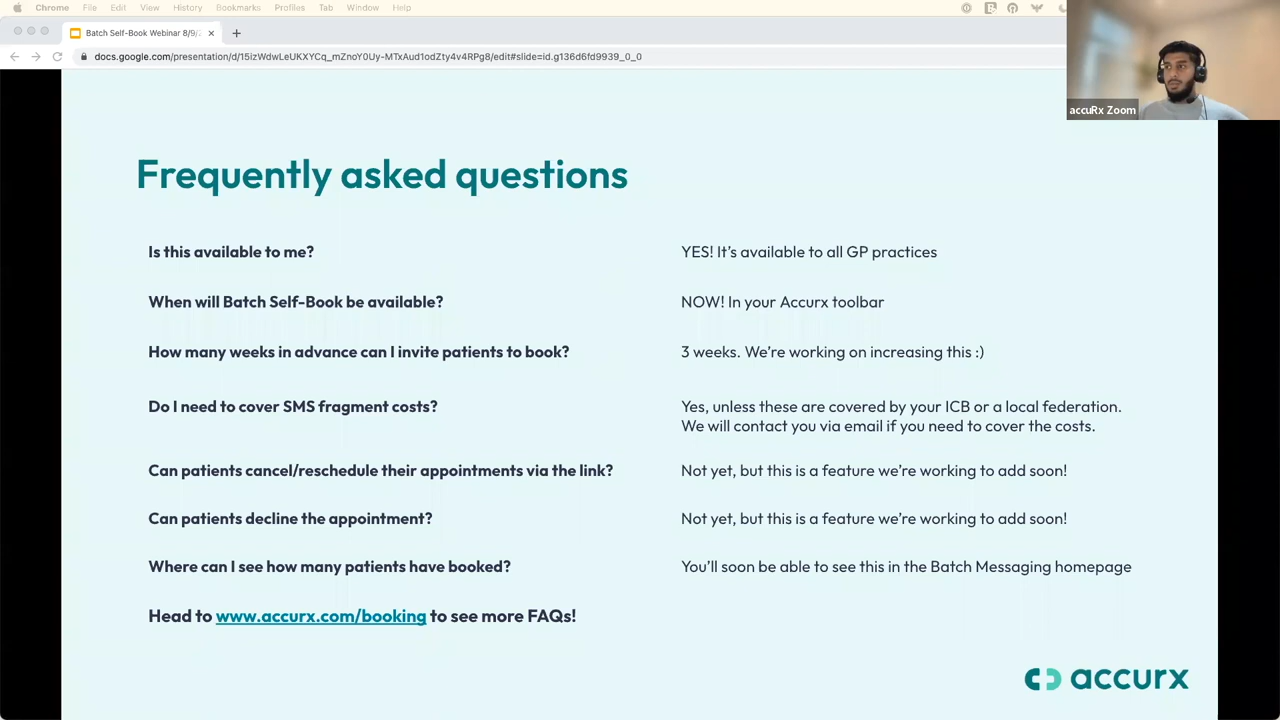 Chrome File Edit View History Bookmarks Profiles Tab Window Help
Batch Self-Book Webinar 8/9/
docs.google.com/presentation/d/15izWdwLeUKXYCq_mZnoY0Uy-MTxAud1odZty4v4RPg8/edit#slide=id.g136d6fd9939_0_0
accuRx Zoom
Frequently asked questions
Is this available to me? YES! It's available to all GP practices
When will Batch Self-Book be available? NOW! In your Accurx toolbar
How many weeks in advance can I invite patients to book? 3 weeks. We're working on increasing this :)
Do I need to cover SMS fragment costs? Yes, unless these are covered by your ICB or a local federation.
We will contact you via email if you need to cover the costs.
Can patients cancel/reschedule their appointments via the link? Not yet, but this is a feature we're working to add soon!
Can patients decline the appointment? Not yet, but this is a feature we're working to add soon!
Where can I see how many patients have booked? You'll soon be able to see this in the Batch Messaging homepage
Head to www.accurx.com/booking to see more FAQs!
accurx